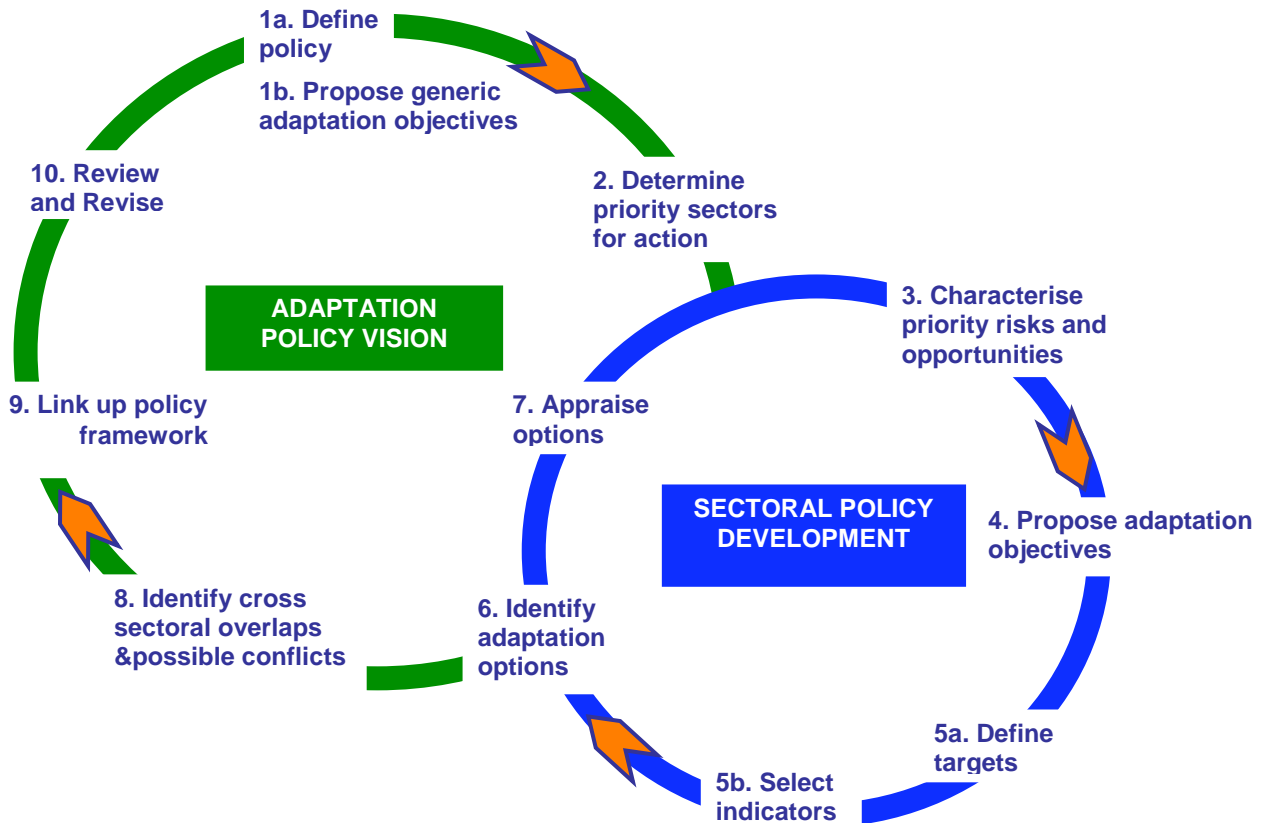 1a. Define
policy
1b. Propose generic
adaptation objectives
2. Determine
priority sectors
for action
3. Characterise
priority risks and
opportunities
4. Propose adaptation
objectives
5a. Define
targets
5b. Select
indicators
6. Identify
adaptation
options
7. Appraise
options
8. Identify cross
sectoral overlaps
&possible conflicts
9. Link up policy
framework
10. Review
and Revise
ADAPTATION
POLICY VISION
SECTORAL POLICY
DEVELOPMENT